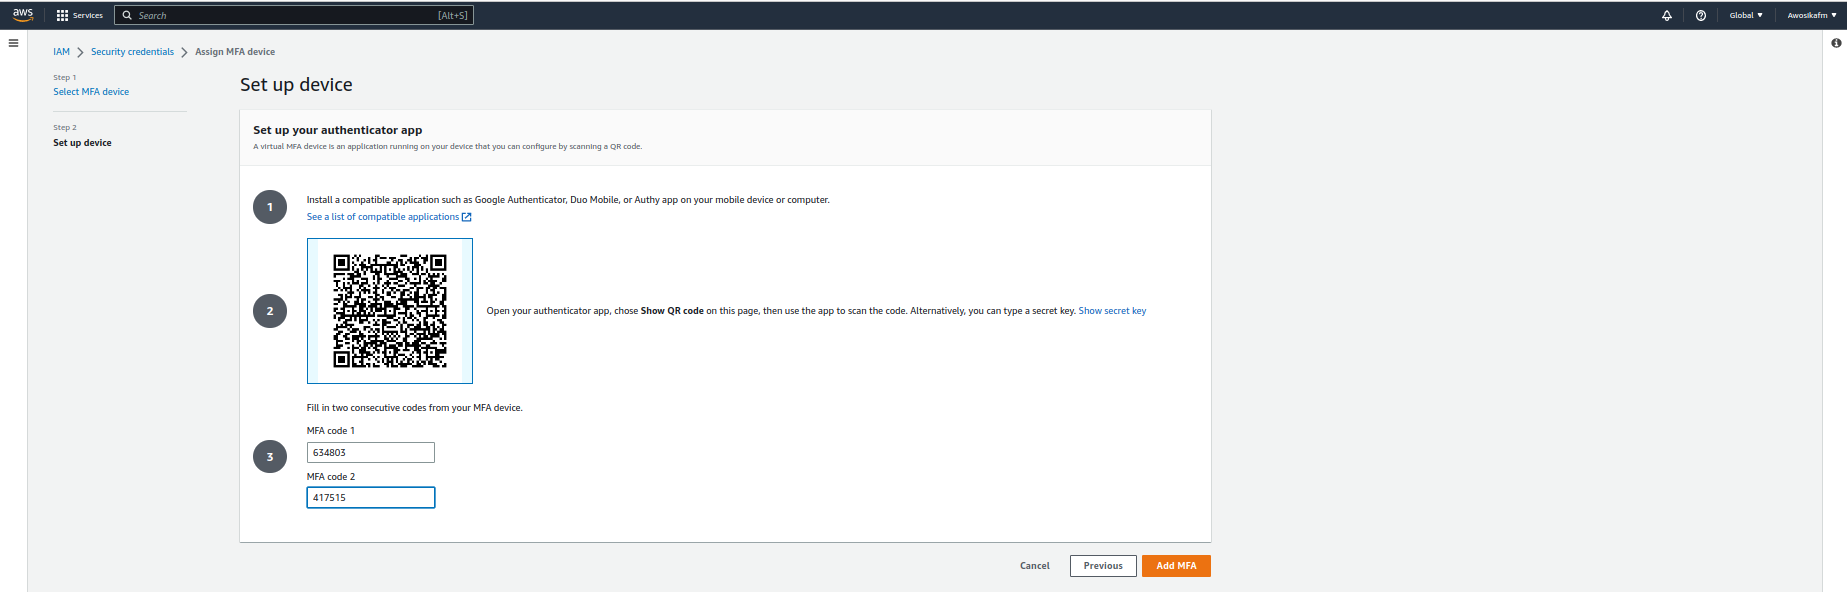 aws Services Search [Alt+S] Global Awosikafm
IAM Security credentials Assign MFA device
Step 1
Select MFA device
Step 2
Set up device
Set up device
Set up your authenticator app
A virtual MFA device is an application running on your device that you can configure by scanning a QR code.
1
Install a compatible application such as Google Authenticator, Duo Mobile, or Authy app on your mobile device or computer.
See a list of compatible applications
2
Open your authenticator app, chose Show QR code on this page, then use the app to scan the code. Alternatively, you can type a secret key. Show secret key
Fill in two consecutive codes from your MFA device.
3
MFA code 1
634803
MFA code 2
417515
Cancel Previous Add MFA